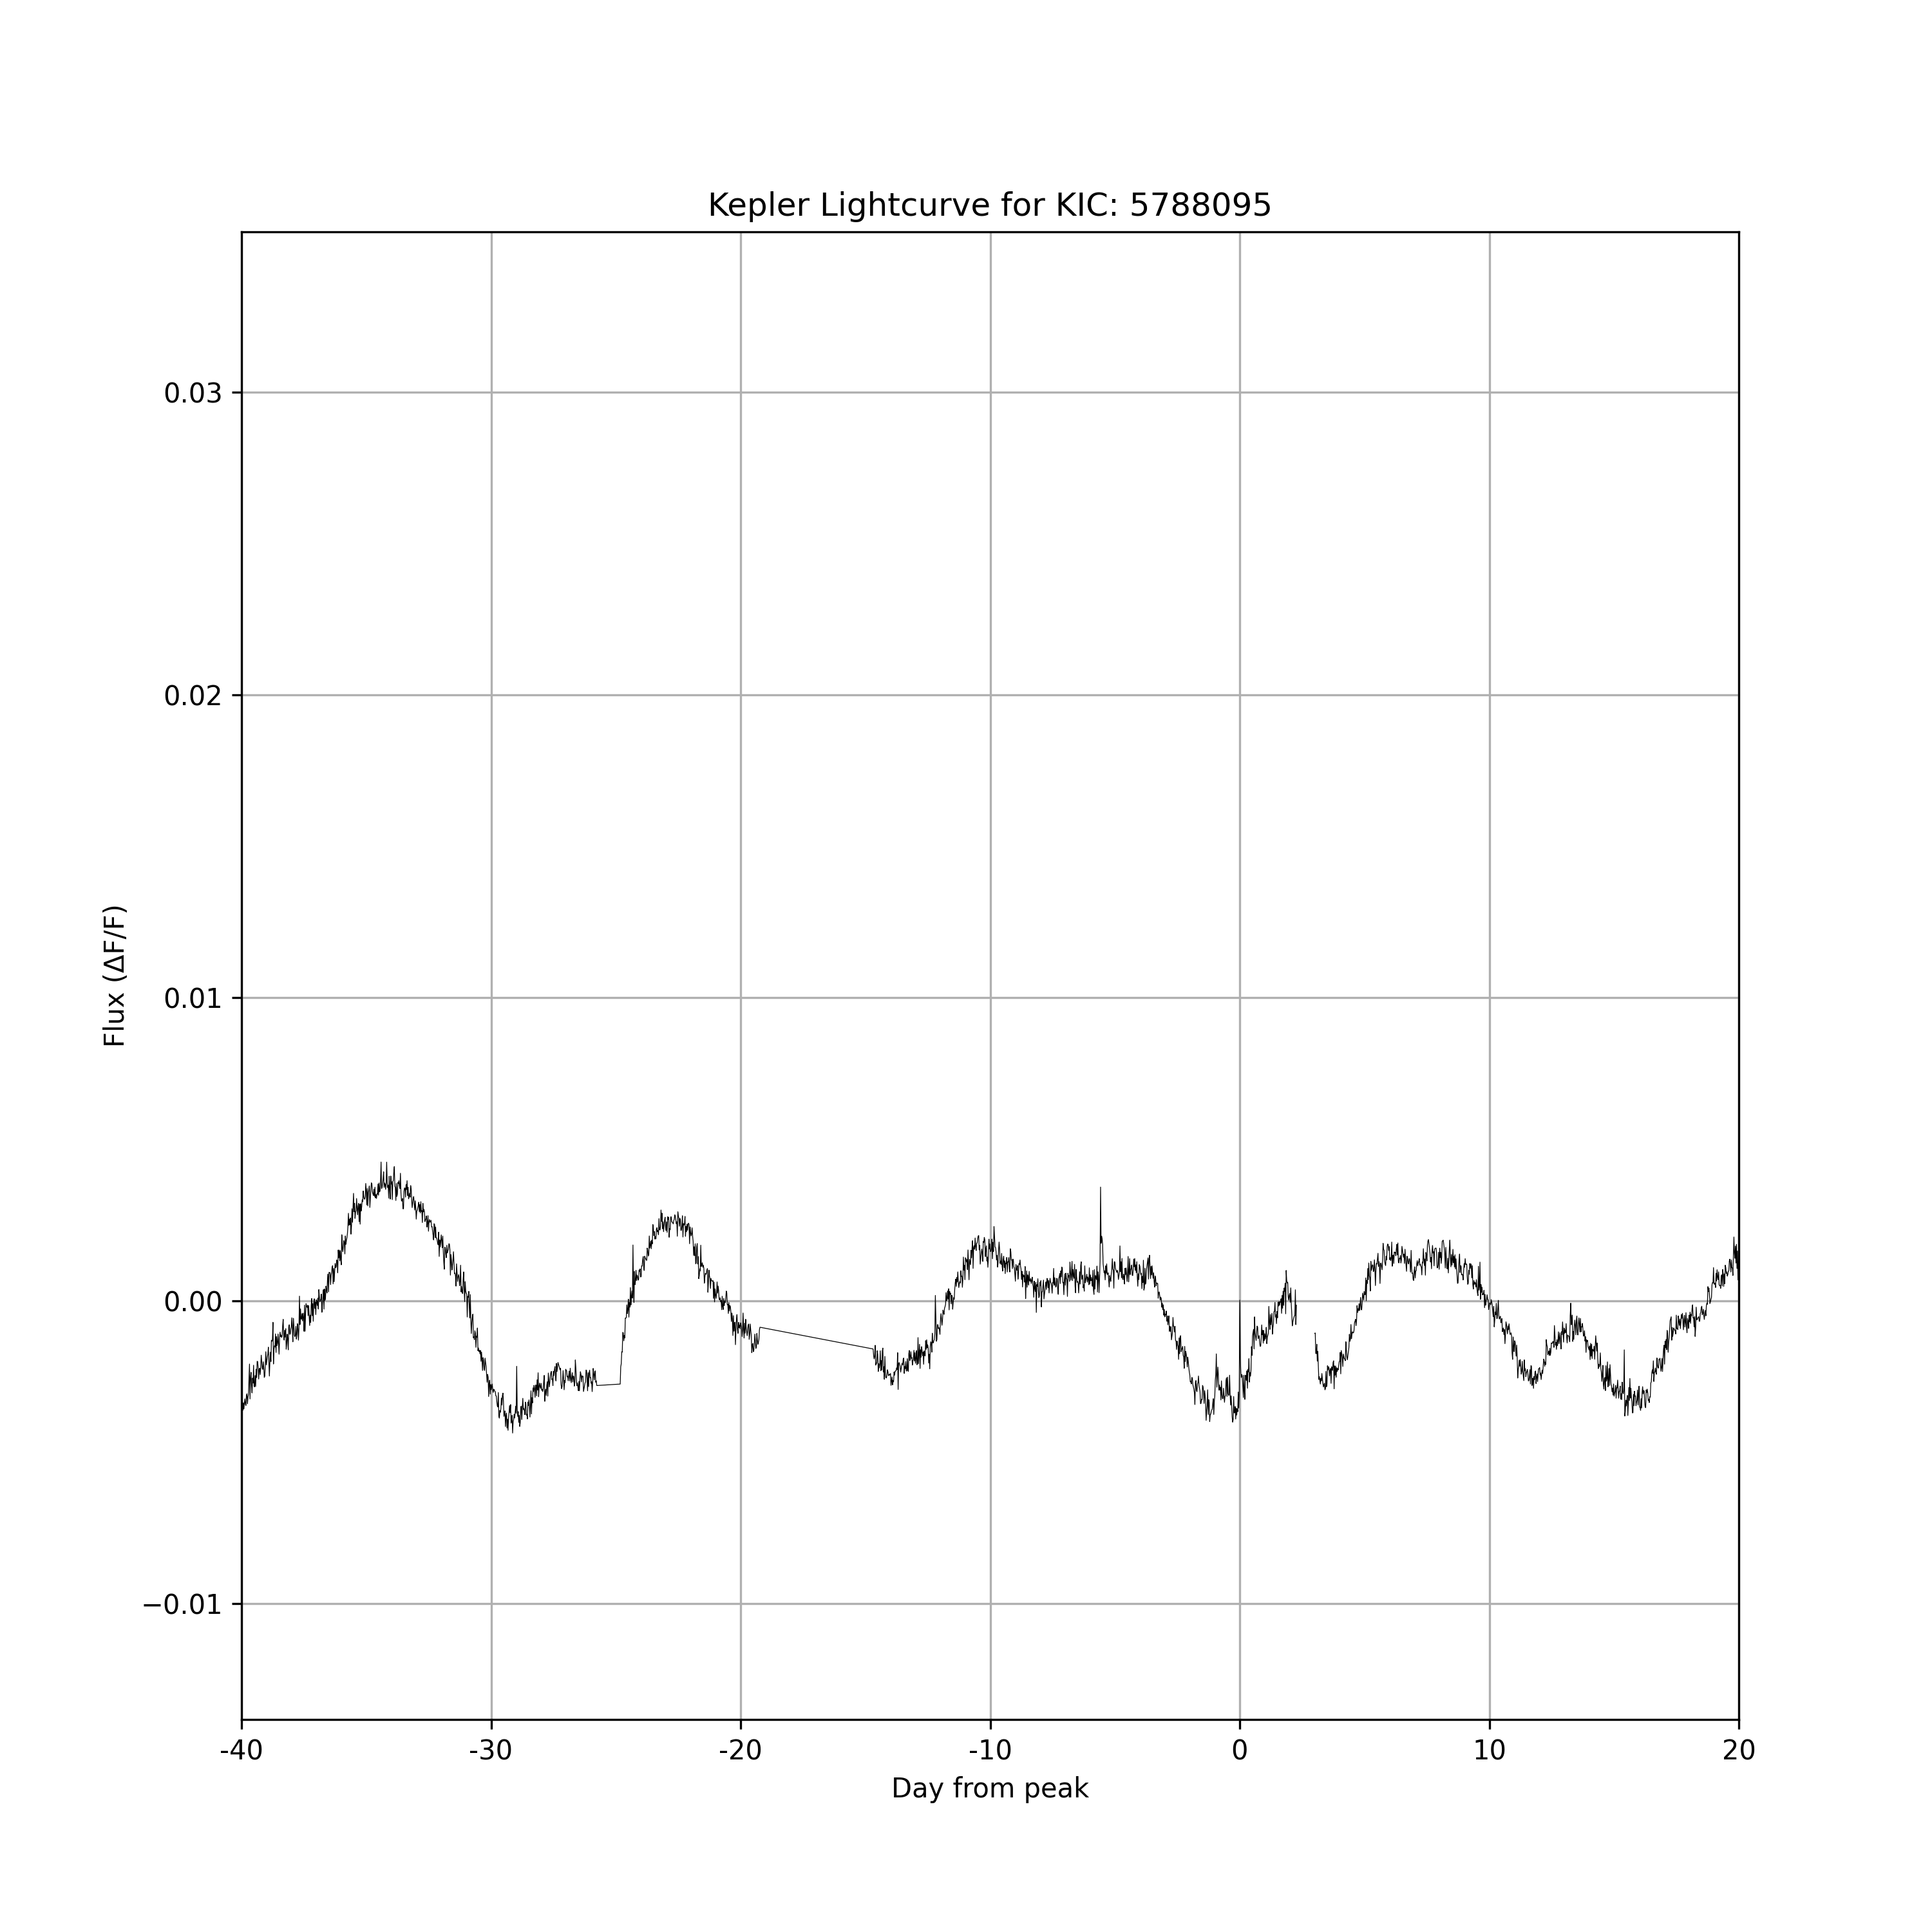 Kepler Lightcurve for KIC: 5788095
0.03
0.02
0.01
0.00
−0.01
Flux (ΔF/F)
-40 -30 -20 -10 0 10 20
Day from peak